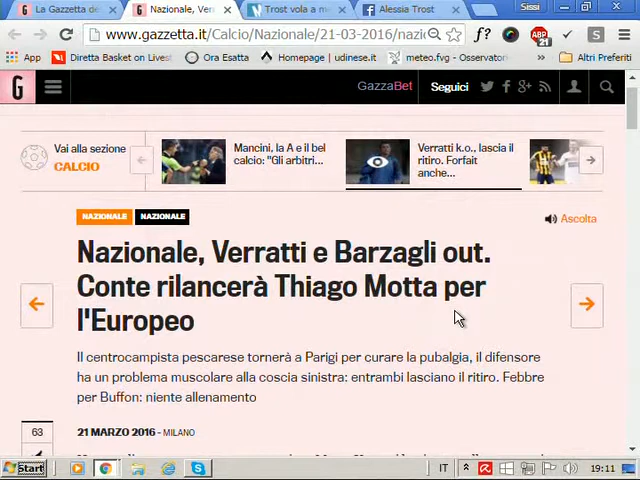 La Gazzetta de
Nazionale, Ver
Trost vola a m
Alessia Trost
Sissi
www.gazzetta.it/Calcio/Nazionale/21-03-2016/nazi
f?
ABP
21
S
App
Diretta Basket on Livest
Ora Esatta
Homepage | udinese.it
meteo.fvg - Osservator
Altri Preferiti
G
GazzaBet
Seguici
Vai alla sezione
CALCIO
Mancini, la A e il bel
calcio: "Gli arbitri...
Verratti k.o., lascia il
ritiro. Forfait
anche...
NAZIONALE
NAZIONALE
Ascolta
Nazionale, Verratti e Barzagli out.
Conte rilancerà Thiago Motta per
l'Europeo
Il centrocampista pescarese tornerà a Parigi per curare la pubalgia, il difensore
ha un problema muscolare alla coscia sinistra: entrambi lasciano il ritiro. Febbre
per Buffon: niente allenamento
63
21 MARZO 2016 - MILANO
Start
IT
19:11